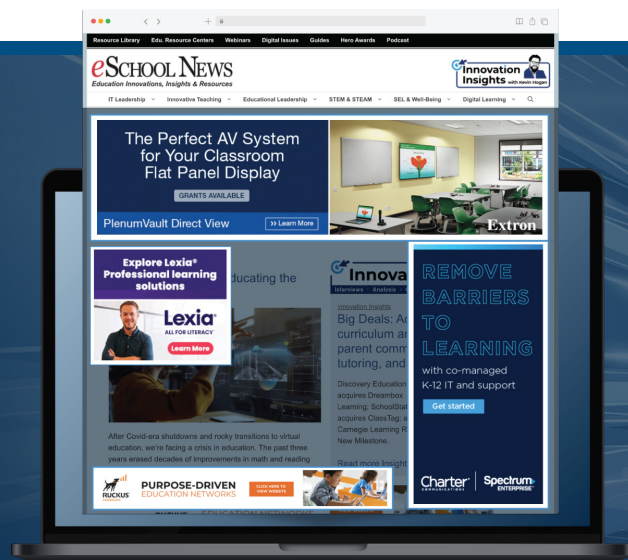 Resource Library Edu. Resource Centers Webinars Digital Issues Guides Hero Awards Podcast
eSCHOOL NEWS
Education Innovations, Insights & Resources
Innovation
Insights with Kevin Hogan
IT Leadership Innovative Teaching Educational Leadership STEM & STEAM SEL & Well-Being Digital Learning
The Perfect AV System
for Your Classroom
Flat Panel Display
GRANTS AVAILABLE
PlenumVault Direct View
>> Learn More
Extron
Explore Lexia®
Professional learning
solutions
Lexia®
ALL FOR LITERACY
Learn More
ducating the
After Covid-era shutdowns and rocky transitions to virtual
education, we're facing a crisis in education. The past three
years erased decades of improvements in math and reading
Innova
Interviews · Analysis ·
Innovation Insights
Big Deals: Ac
curriculum an
parent comm
tutoring, and
Discovery Education
acquires Dreambox
Learning; SchoolStat
acquires ClassTag; a
Carnegie Learning R
New Milestone.
Read more Insight
REMOVE
BARRIERS
TO
LEARNING
with co-managed
K-12 IT and support
Get started
Charter
COMMUNICATIONS
Spectrum
ENTERPRISE
RUCKUS
PURPOSE-DRIVEN
EDUCATION NETWORKS
CLICK HERE TO
VIEW WEBSITE